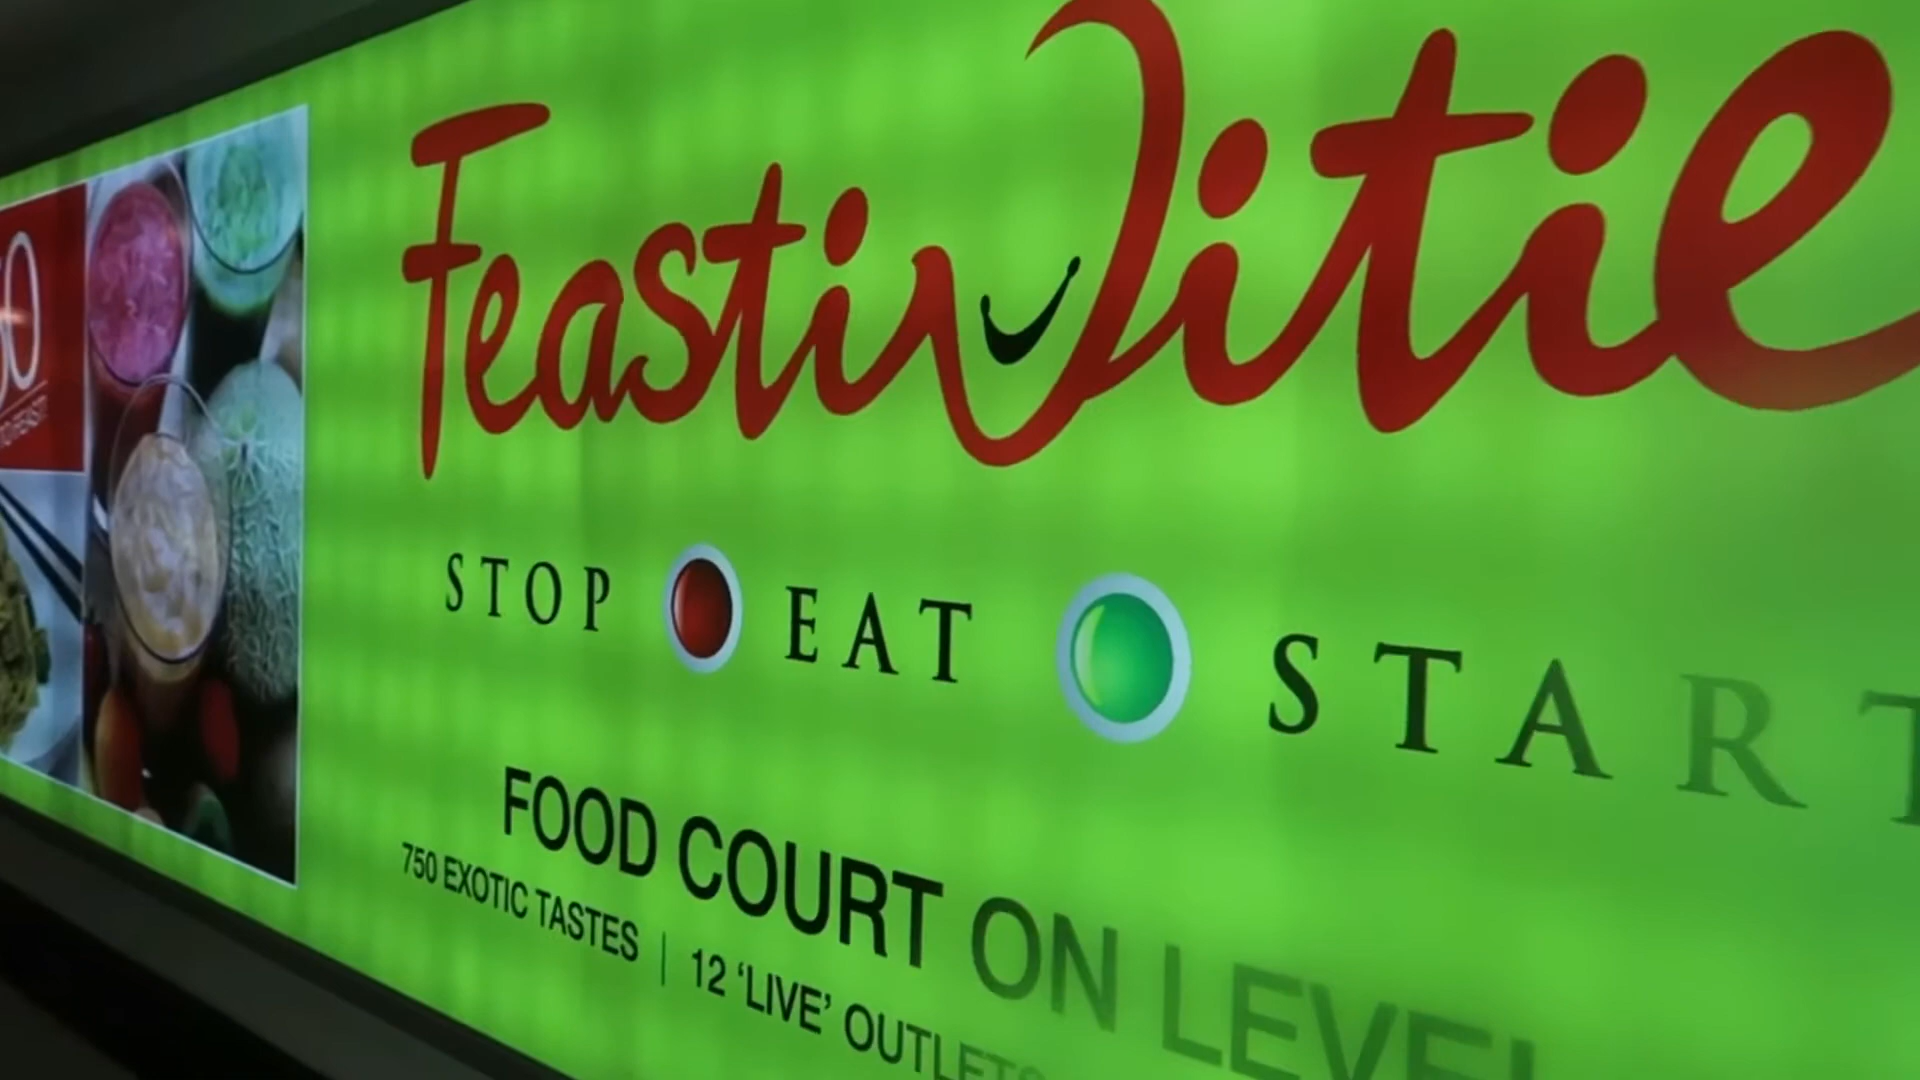 FeastiVitie
STOP EAT START
FOOD COURT ON LEVEL
750 EXOTIC TASTES | 12 ‘LIVE’ OUTLETS